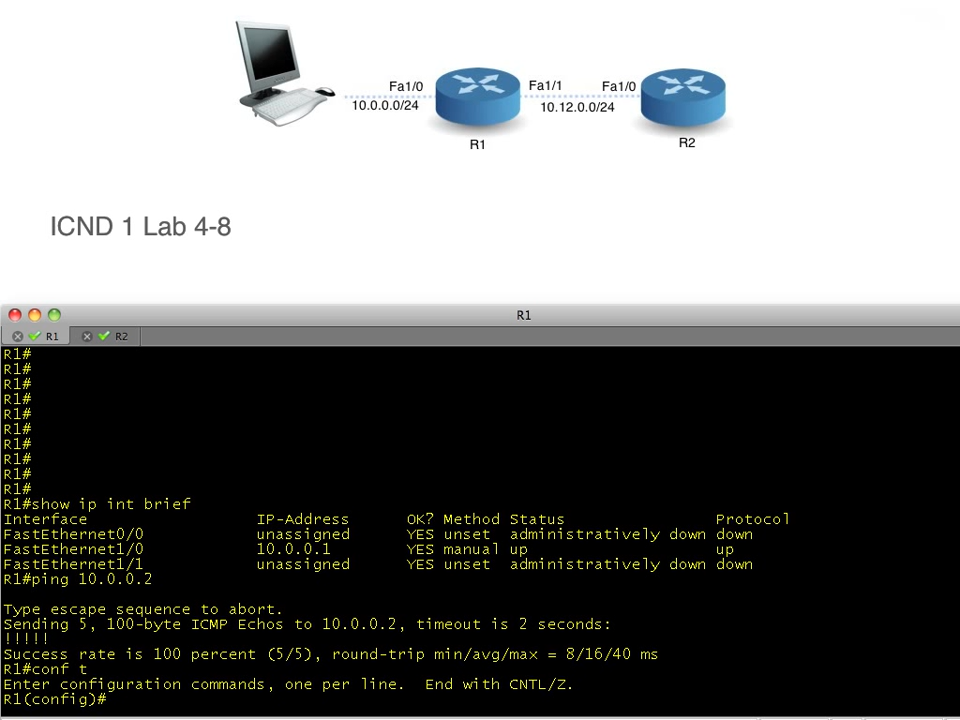 Fa1/0 Fa1/1 Fa1/0
10.0.0.0/24 10.12.0.0/24
R1 R2
ICND 1 Lab 4-8
R1
R1 R2
R1#
R1#
R1#
R1#
R1#
R1#
R1#
R1#
R1#
R1#
R1#show ip int brief
Interface IP-Address OK? Method Status Protocol
FastEthernet0/0 unassigned YES unset administratively down down
FastEthernet1/0 10.0.0.1 YES manual up up
FastEthernet1/1 unassigned YES unset administratively down down
R1#ping 10.0.0.2
Type escape sequence to abort.
Sending 5, 100-byte ICMP Echos to 10.0.0.2, timeout is 2 seconds:
!!!!!
Success rate is 100 percent (5/5), round-trip min/avg/max = 8/16/40 ms
R1#conf t
Enter configuration commands, one per line. End with CNTL/Z.
R1(config)#